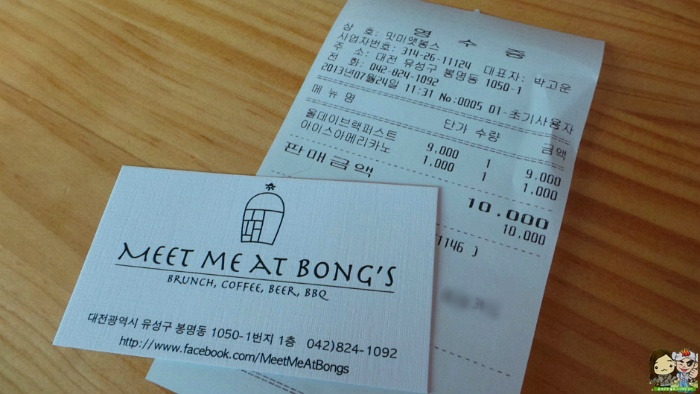 영 수 증
상 호: 밋미앳봉스
사업자번호: 314-26-11124 대표자: 박고운
주 소: 대전 유성구 봉명동 1050-1
전 화: 042-824-1092
2013년07월24일 11:31 No:0005 01-초기사용자
메 뉴 명 단가 수량 금액
올데이브랙퍼스트 9,000 1 9,000
아이스아메리카노 1,000 1 1,000
판매금액 10,000
10,000
1146 )
MEET ME AT BONG'S
BRUNCH, COFFEE, BEER, BBQ
대전광역시 유성구 봉명동 1050-1번지 1층 042)824-1092
http://www.facebook.com/MeetMeAtBongs